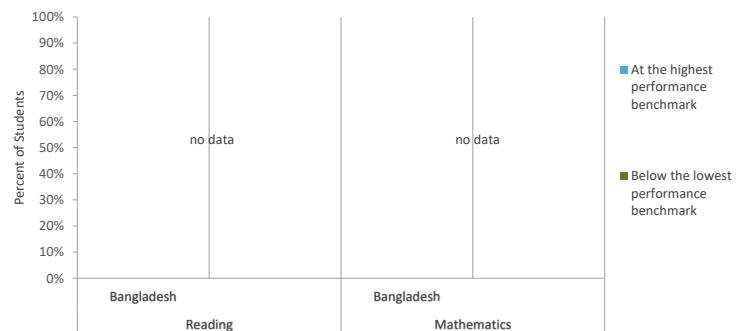 100%
90%
80%
70%
60%
50%
40%
30%
20%
10%
0%
Percent of Students
no data
no data
Bangladesh
Bangladesh
Reading
Mathematics
At the highest
performance
benchmark
Below the lowest
performance
benchmark